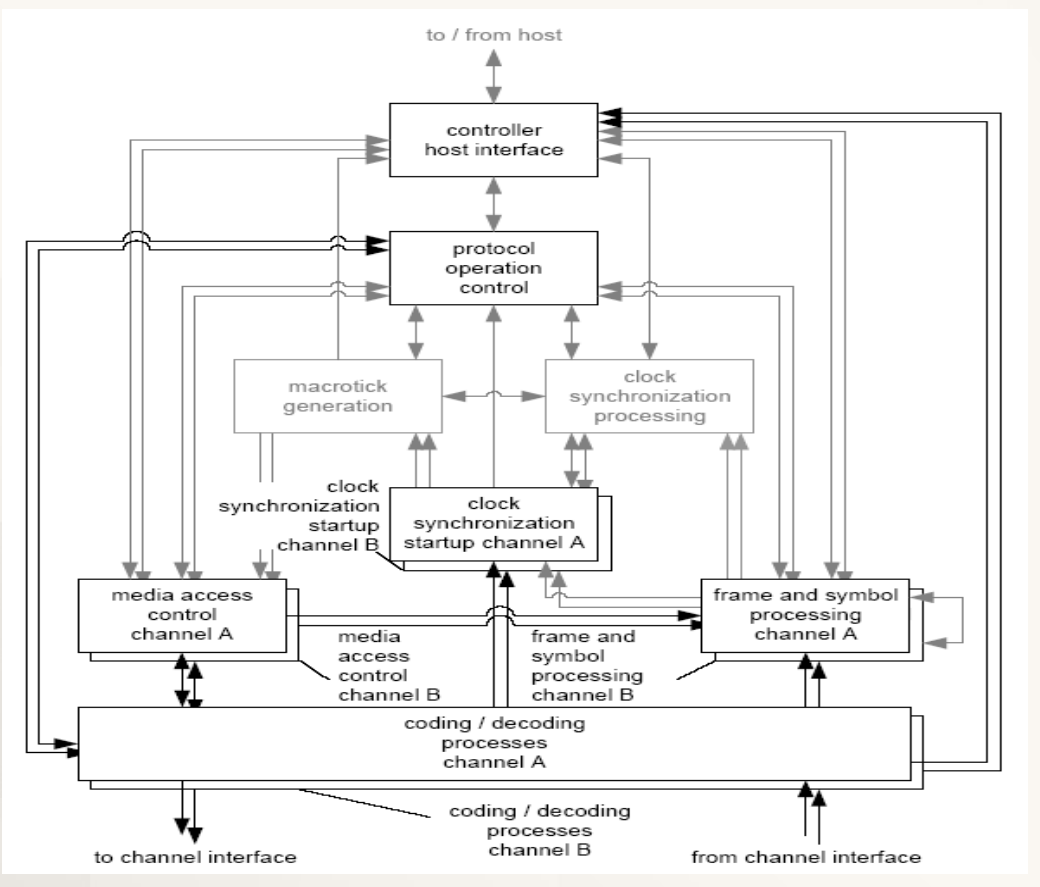 to / from host
controller
host interface
protocol
operation
control
macrotick
generation
clock
synchronization
processing
clock
synchronization
startup
channel B
clock
synchronization
startup channel A
media access
control
channel A
frame and symbol
processing
channel A
media
access
control
channel B
frame and
symbol
processing
channel B
coding / decoding
processes
channel A
coding / decoding
processes
channel B
to channel interface
from channel interface